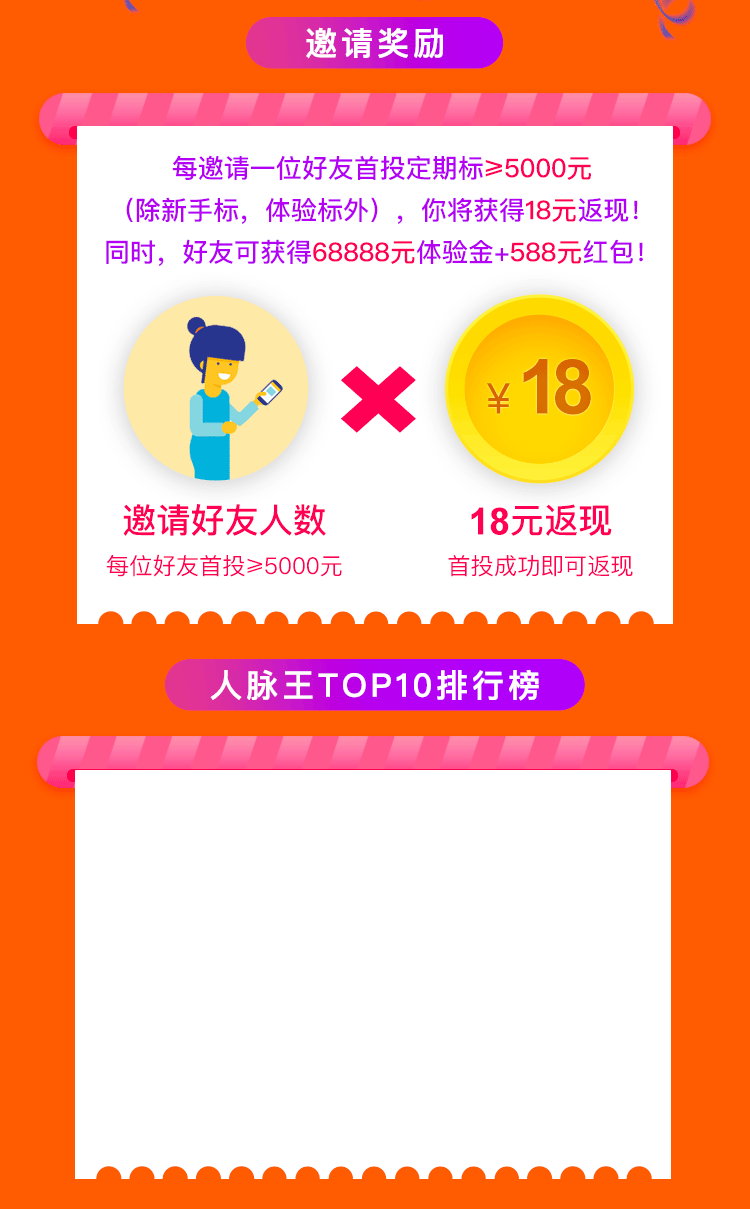 邀请奖励
每邀请一位好友首投定期标≥5000元
（除新手标，体验标外），你将获得18元返现！
同时，好友可获得68888元体验金+588元红包！
¥18
邀请好友人数
18元返现
每位好友首投≥5000元
首投成功即可返现
人脉王TOP10排行榜